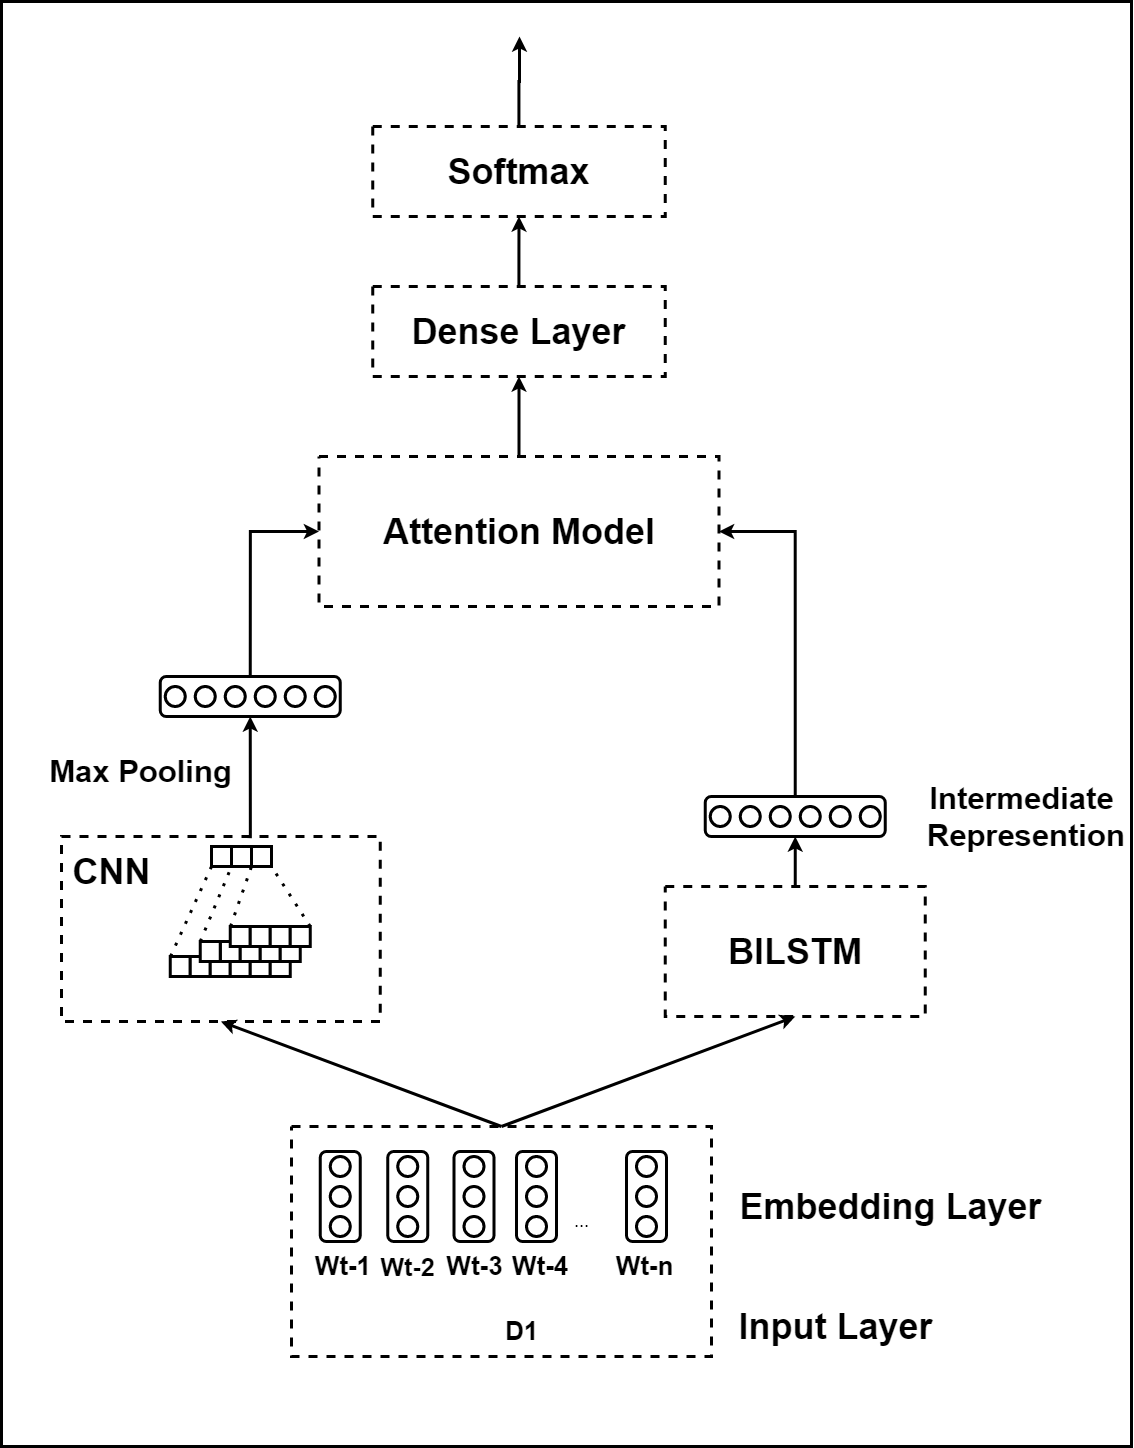 Softmax
Dense Layer
Attention Model
Max Pooling
Intermediate
Represention
CNN
BILSTM
Embedding Layer
...
Wt-1 Wt-2 Wt-3 Wt-4 Wt-n
D1
Input Layer